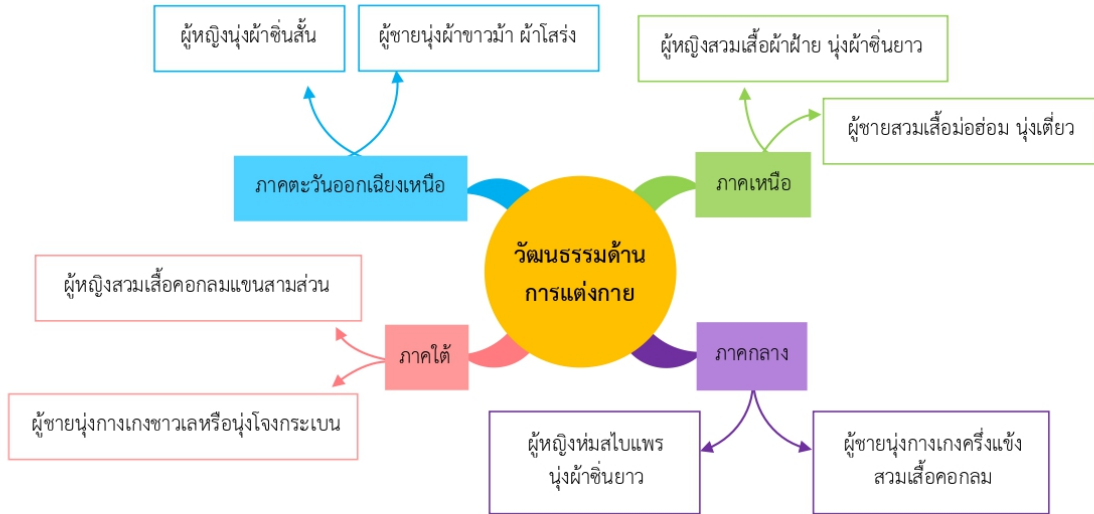 ผู้หญิงนุ่งผ้าซิ่นสั้น
ผู้ชายนุ่งผ้าขาวม้า ผ้าโสร่ง
ผู้หญิงสวมเสื้อผ้าฝ้าย นุ่งผ้าซิ่นยาว
ผู้ชายสวมเสื้อม่อฮ่อม นุ่งเตี่ยว
ภาคตะวันออกเฉียงเหนือ
ภาคเหนือ
วัฒนธรรมด้าน
การแต่งกาย
ผู้หญิงสวมเสื้อคอกลมแขนสามส่วน
ภาคใต้
ภาคกลาง
ผู้ชายนุ่งกางเกงชาวเลหรือนุ่งโจงกระเบน
ผู้หญิงห่มสไบแพร
นุ่งผ้าซิ่นยาว
ผู้ชายนุ่งกางเกงครึ่งแข้ง
สวมเสื้อคอกลม